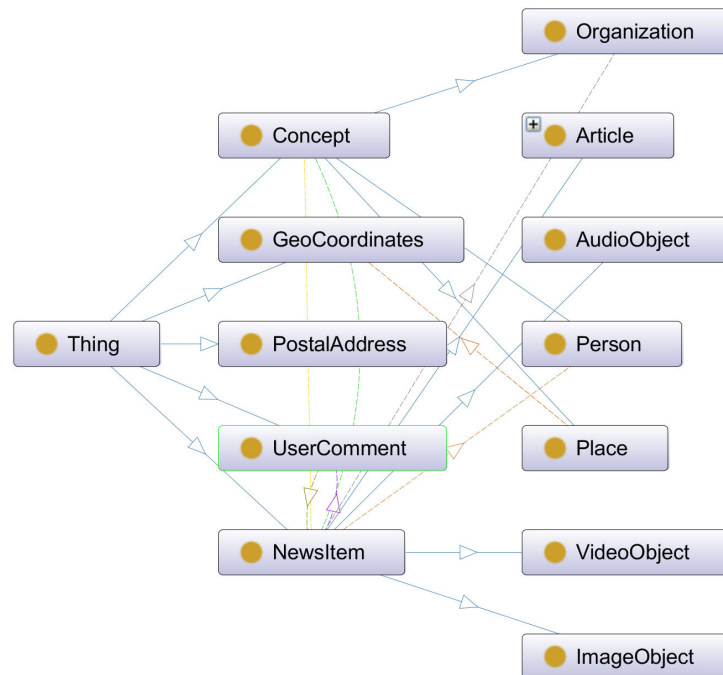 Organization
Concept
Article
GeoCoordinates
AudioObject
Thing
PostalAddress
Person
UserComment
Place
NewsItem
VideoObject
ImageObject